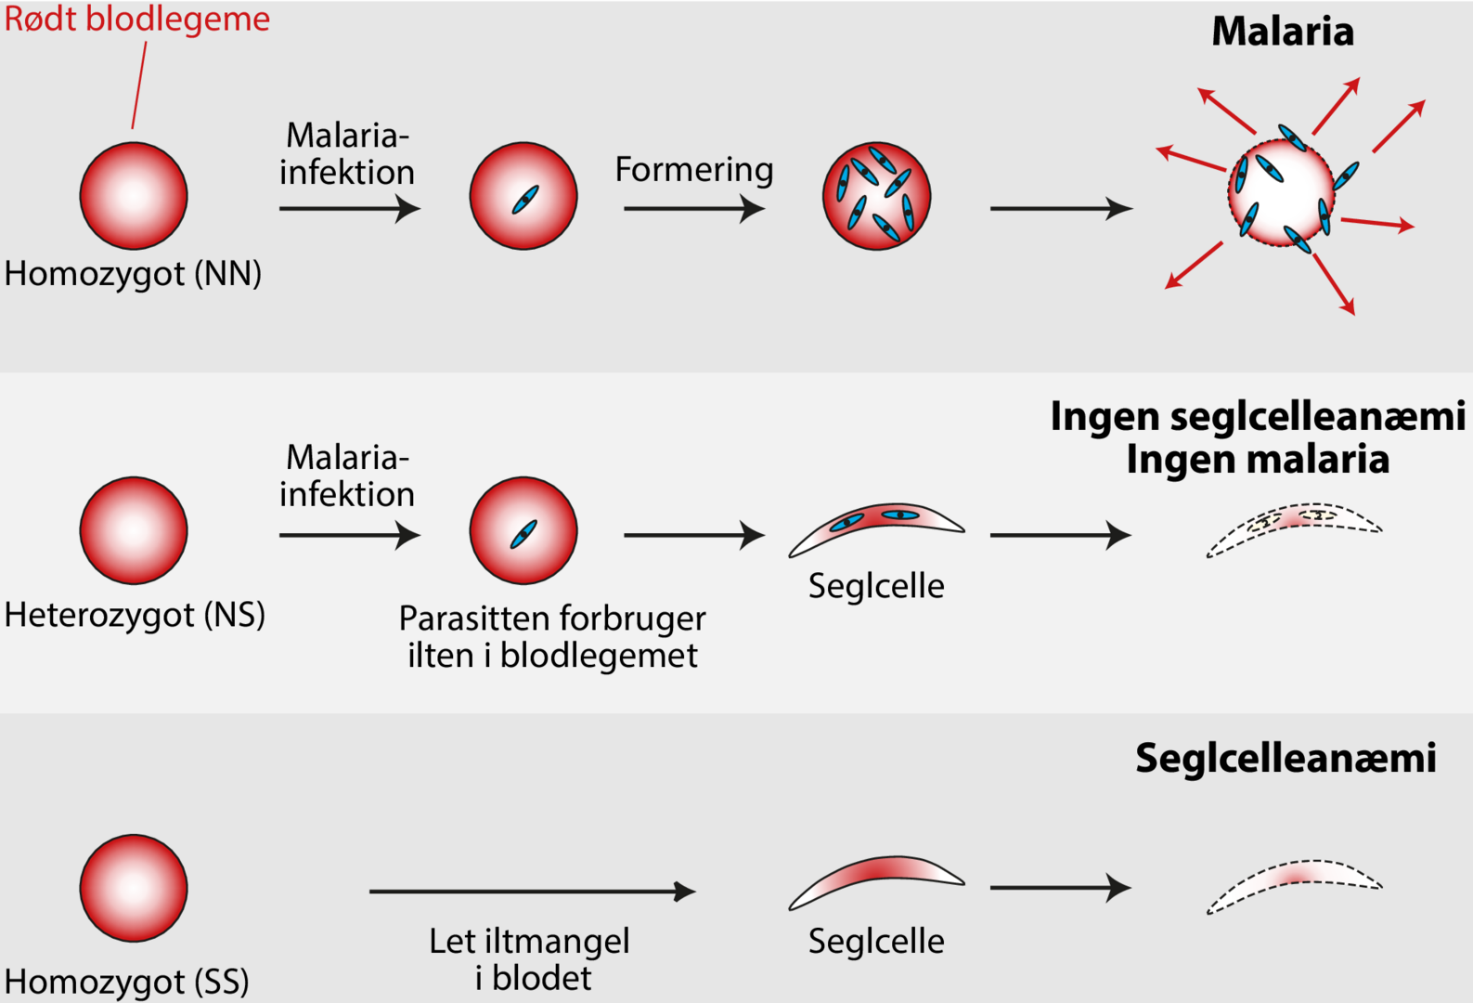 Rødt blodlegeme
Malaria
Malaria-
infektion
Formering
Homozygot (NN)
Ingen seglcelleanæmi
Ingen malaria
Malaria-
infektion
Seglcelle
Heterozygot (NS)
Parasitten forbruger
ilten i blodlegemet
Seglcelleanæmi
Let iltmangel
i blodet
Seglcelle
Homozygot (SS)